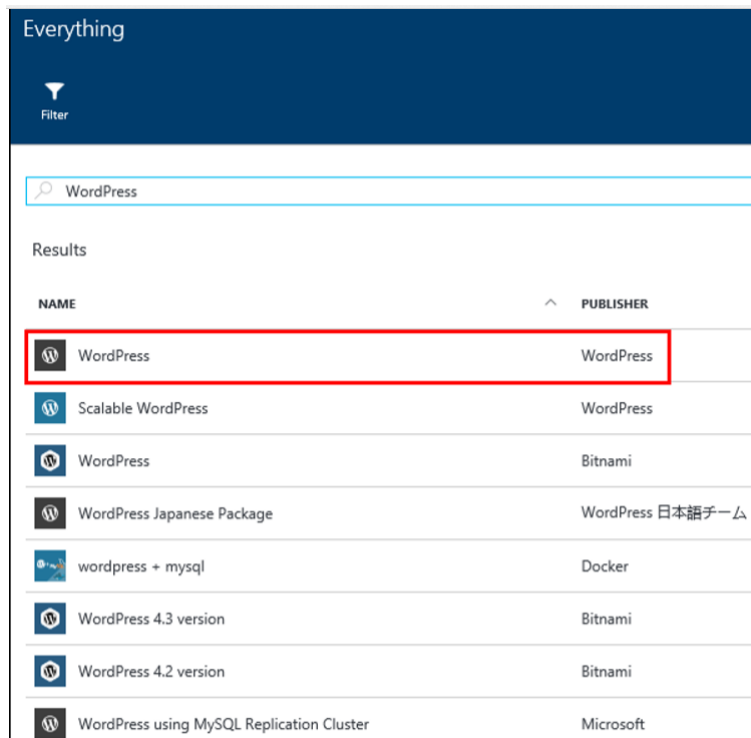 Everything
Filter
WordPress
Results
NAME PUBLISHER
WordPress WordPress
Scalable WordPress WordPress
WordPress Bitnami
WordPress Japanese Package WordPress 日本語チーム
wordpress + mysql Docker
WordPress 4.3 version Bitnami
WordPress 4.2 version Bitnami
WordPress using MySQL Replication Cluster Microsoft